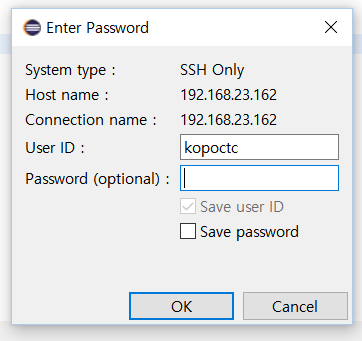 Enter Password
System type : SSH Only
Host name : 192.168.23.162
Connection name : 192.168.23.162
User ID : kopoctc
Password (optional) :
Save user ID
Save password
OK Cancel